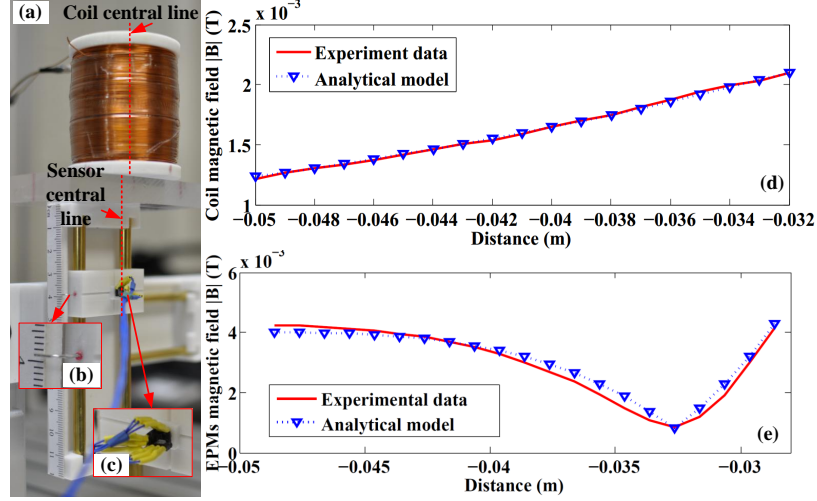 (a)
Coil central line
Sensor
central
line
(b)
(c)
× 10⁻³
2.5
2
1.5
1
Coil magnetic field |B| (T)
Experiment data
Analytical model
(d)
−0.05 −0.048 −0.046 −0.044 −0.042 −0.04 −0.038 −0.036 −0.034 −0.032
Distance (m)
× 10⁻³
6
4
2
0
EPMs magnetic field |B| (T)
Experimental data
Analytical model
(e)
−0.05 −0.045 −0.04 −0.035 −0.03
Distance (m)